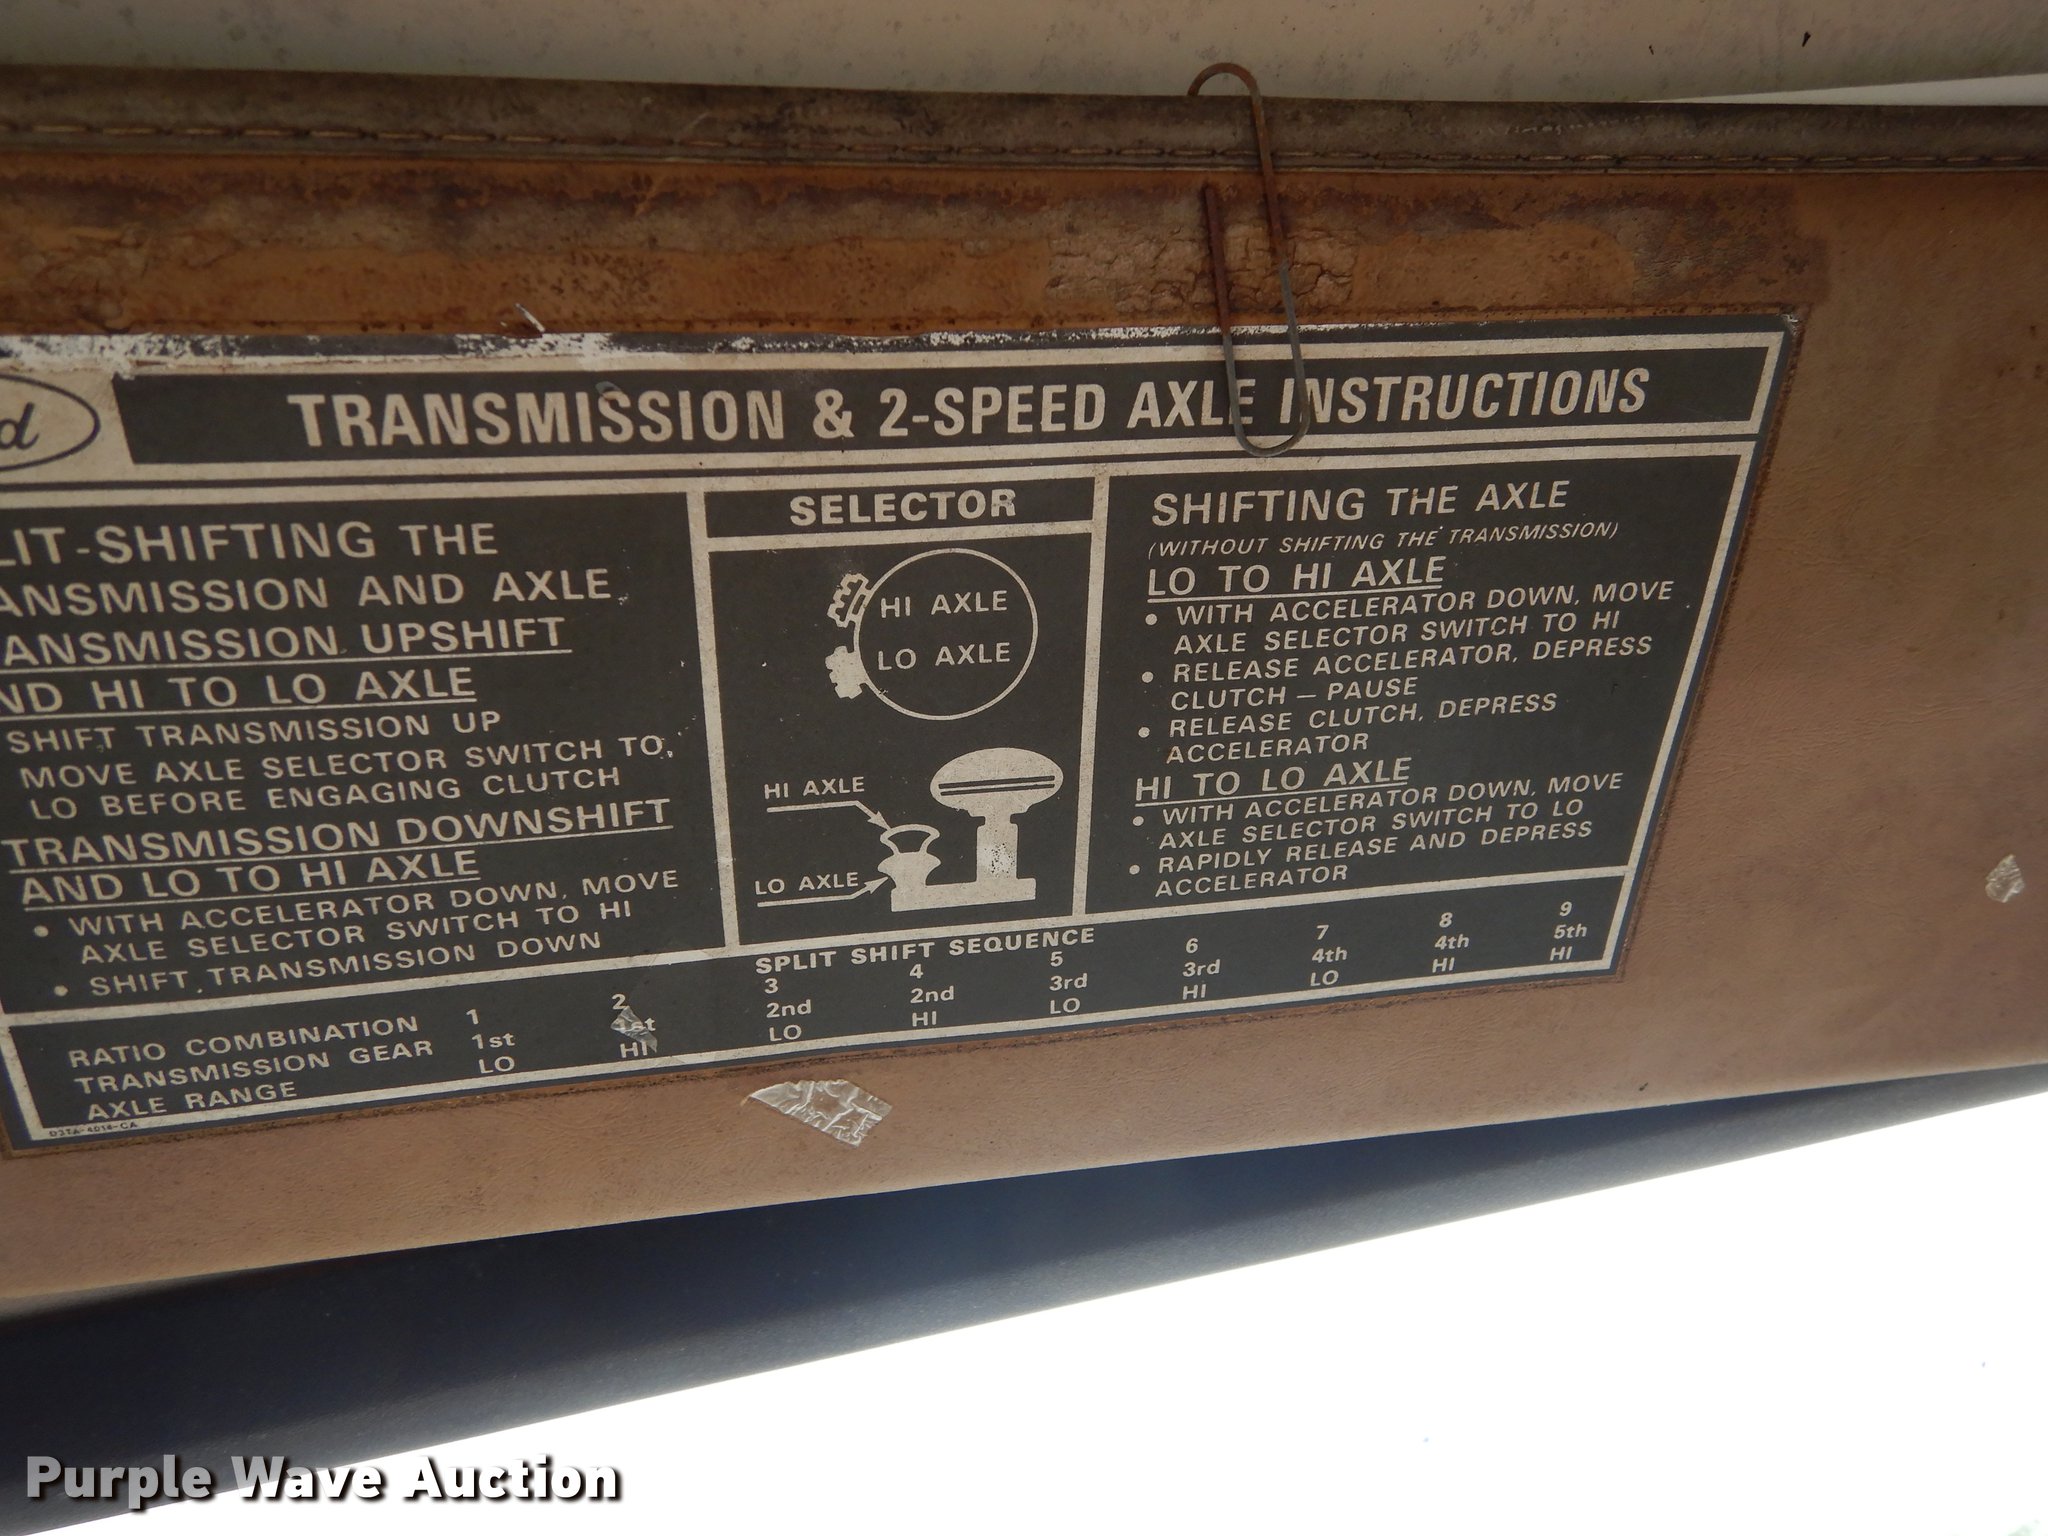 TRANSMISSION & 2-SPEED AXLE INSTRUCTIONS
LIT-SHIFTING THE
ANSMISSION AND AXLE
ANSMISSION UPSHIFT
ND HI TO LO AXLE
SHIFT TRANSMISSION UP
MOVE AXLE SELECTOR SWITCH TO
LO BEFORE ENGAGING CLUTCH
TRANSMISSION DOWNSHIFT
AND LO TO HI AXLE
• WITH ACCELERATOR DOWN, MOVE
AXLE SELECTOR SWITCH TO HI
• SHIFT TRANSMISSION DOWN
SELECTOR
HI AXLE
LO AXLE
HI AXLE
LO AXLE
SHIFTING THE AXLE
(WITHOUT SHIFTING THE TRANSMISSION)
LO TO HI AXLE
• WITH ACCELERATOR DOWN, MOVE
AXLE SELECTOR SWITCH TO HI
• RELEASE ACCELERATOR, DEPRESS
CLUTCH — PAUSE
• RELEASE CLUTCH, DEPRESS
ACCELERATOR
HI TO LO AXLE
• WITH ACCELERATOR DOWN, MOVE
AXLE SELECTOR SWITCH TO LO
• RAPIDLY RELEASE AND DEPRESS
ACCELERATOR
SPLIT SHIFT SEQUENCE
RATIO COMBINATION 1 2 3 4 5 6 7 8 9
TRANSMISSION GEAR 1st 1st 2nd 2nd 3rd 3rd 4th 4th 5th
AXLE RANGE LO HI LO HI LO HI LO HI HI
D3TA-4014-CA
Purple Wave Auction